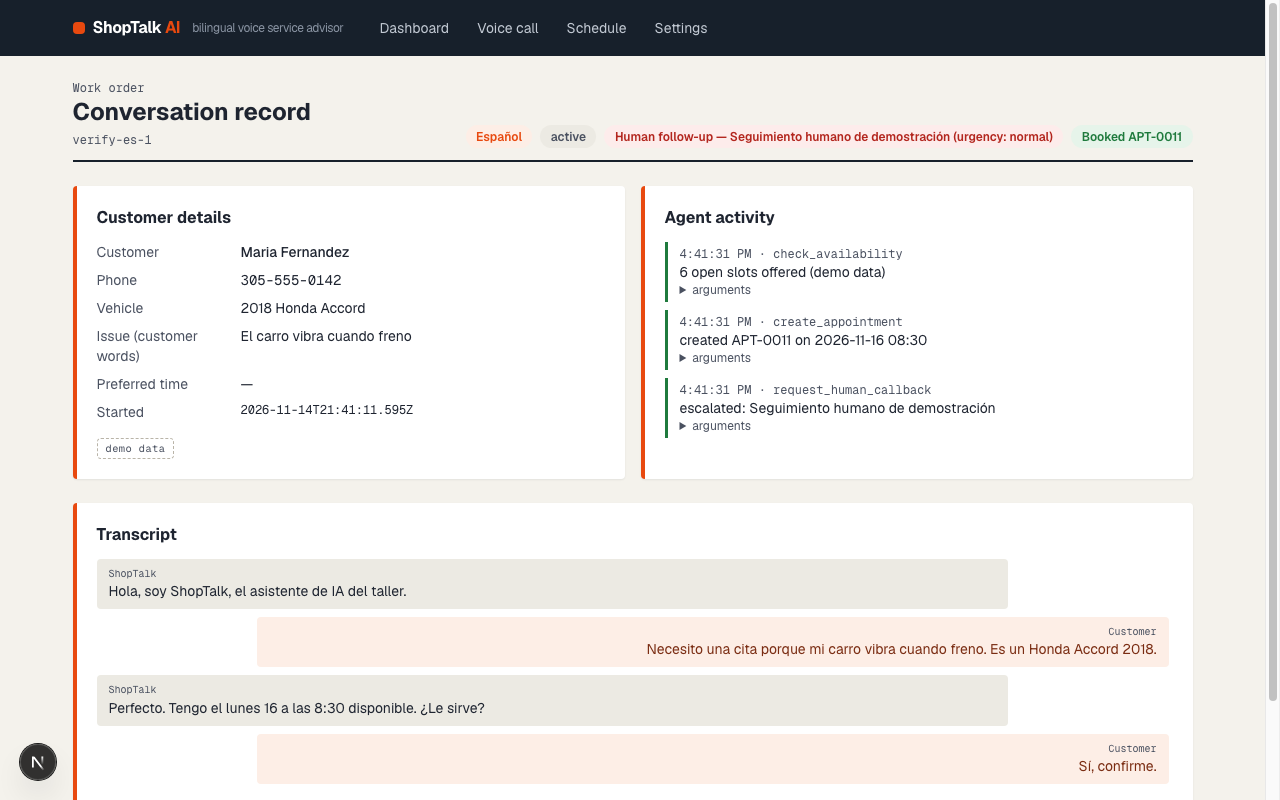 ShopTalk AI bilingual voice service advisor Dashboard Voice call Schedule Settings
Work order
Conversation record
verify-es-1
Español active Human follow-up — Seguimiento humano de demostración (urgency: normal) Booked APT-0011
Customer details
Customer Maria Fernandez
Phone 305-555-0142
Vehicle 2018 Honda Accord
Issue (customer words) El carro vibra cuando freno
Preferred time —
Started 2026-11-14T21:41:11.595Z
demo data
Agent activity
4:41:31 PM · check_availability
6 open slots offered (demo data)
▶ arguments
4:41:31 PM · create_appointment
created APT-0011 on 2026-11-16 08:30
▶ arguments
4:41:31 PM · request_human_callback
escalated: Seguimiento humano de demostración
▶ arguments
Transcript
ShopTalk
Hola, soy ShopTalk, el asistente de IA del taller.
Customer
Necesito una cita porque mi carro vibra cuando freno. Es un Honda Accord 2018.
ShopTalk
Perfecto. Tengo el lunes 16 a las 8:30 disponible. ¿Le sirve?
Customer
Sí, confirme.
N